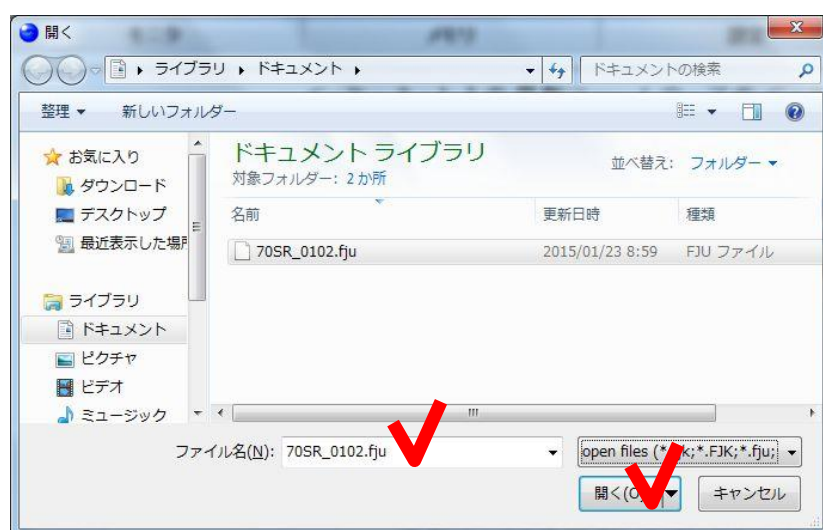 開く
ライブラリ ▸ ドキュメント ▸
ドキュメントの検索
整理 新しいフォルダー
お気に入り
ダウンロード
デスクトップ
最近表示した場所
ライブラリ
ドキュメント
ピクチャ
ビデオ
ミュージック
ドキュメント ライブラリ
対象フォルダー: 2 か所
並べ替え: フォルダー
名前 更新日時 種類
70SR_0102.fju 2015/01/23 8:59 FJU ファイル
ファイル名(N): 70SR_0102.fju
open files (*. k;*.FJK;*.fju;
開く(O) キャンセル